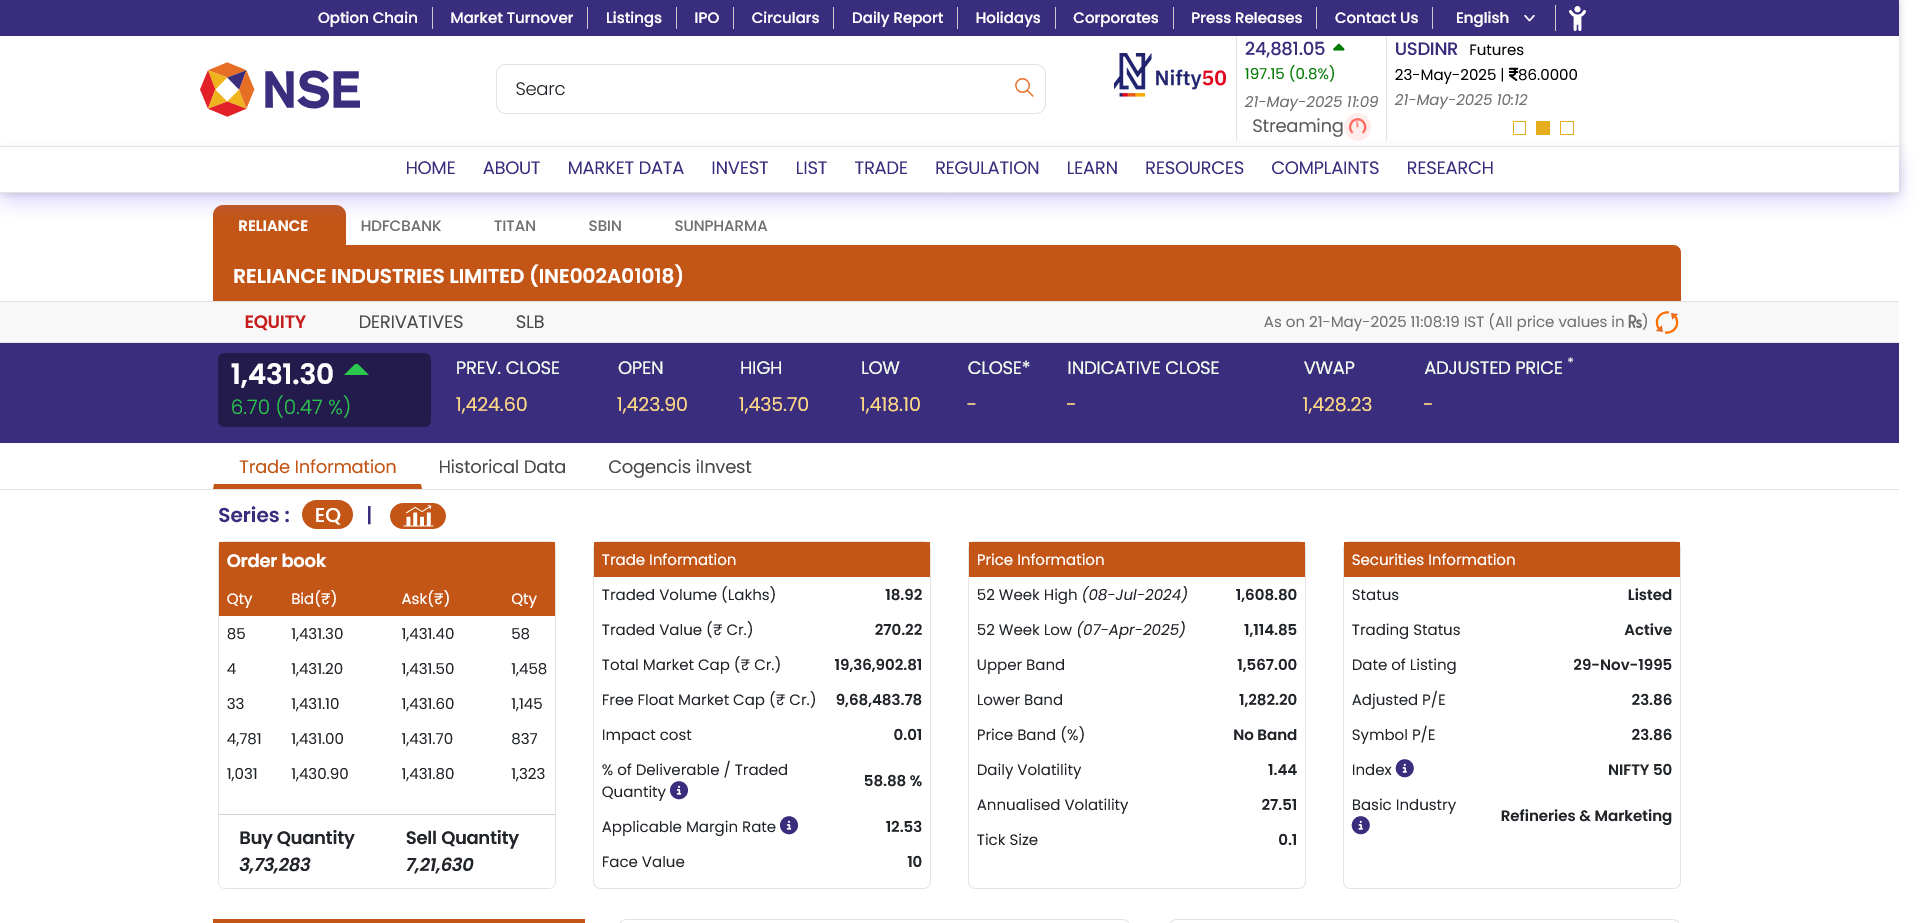 Option Chain | Market Turnover | Listings | IPO | Circulars | Daily Report | Holidays | Corporates | Press Releases | Contact Us | English
NSE
Searc
Nifty50
24,881.05
197.15 (0.8%)
21-May-2025 11:09
Streaming
USDINR Futures
23-May-2025 | ₹86.0000
21-May-2025 10:12
HOME ABOUT MARKET DATA INVEST LIST TRADE REGULATION LEARN RESOURCES COMPLAINTS RESEARCH
RELIANCE HDFCBANK TITAN SBIN SUNPHARMA
RELIANCE INDUSTRIES LIMITED (INE002A01018)
EQUITY DERIVATIVES SLB As on 21-May-2025 11:08:19 IST (All price values in ₨)
1,431.30
6.70 (0.47 %)
PREV. CLOSE OPEN HIGH LOW CLOSE* INDICATIVE CLOSE VWAP ADJUSTED PRICE *
1,424.60 1,423.90 1,435.70 1,418.10 - - 1,428.23 -
Trade Information Historical Data Cogencis iInvest
Series : EQ |
Order book
Qty Bid(₹) Ask(₹) Qty
85 1,431.30 1,431.40 58
4 1,431.20 1,431.50 1,458
33 1,431.10 1,431.60 1,145
4,781 1,431.00 1,431.70 837
1,031 1,430.90 1,431.80 1,323
Buy Quantity Sell Quantity
3,73,283 7,21,630
Trade Information
Traded Volume (Lakhs) 18.92
Traded Value (₹ Cr.) 270.22
Total Market Cap (₹ Cr.) 19,36,902.81
Free Float Market Cap (₹ Cr.) 9,68,483.78
Impact cost 0.01
% of Deliverable / Traded
Quantity 58.88 %
Applicable Margin Rate 12.53
Face Value 10
Price Information
52 Week High (08-Jul-2024) 1,608.80
52 Week Low (07-Apr-2025) 1,114.85
Upper Band 1,567.00
Lower Band 1,282.20
Price Band (%) No Band
Daily Volatility 1.44
Annualised Volatility 27.51
Tick Size 0.1
Securities Information
Status Listed
Trading Status Active
Date of Listing 29-Nov-1995
Adjusted P/E 23.86
Symbol P/E 23.86
Index NIFTY 50
Basic Industry Refineries & Marketing